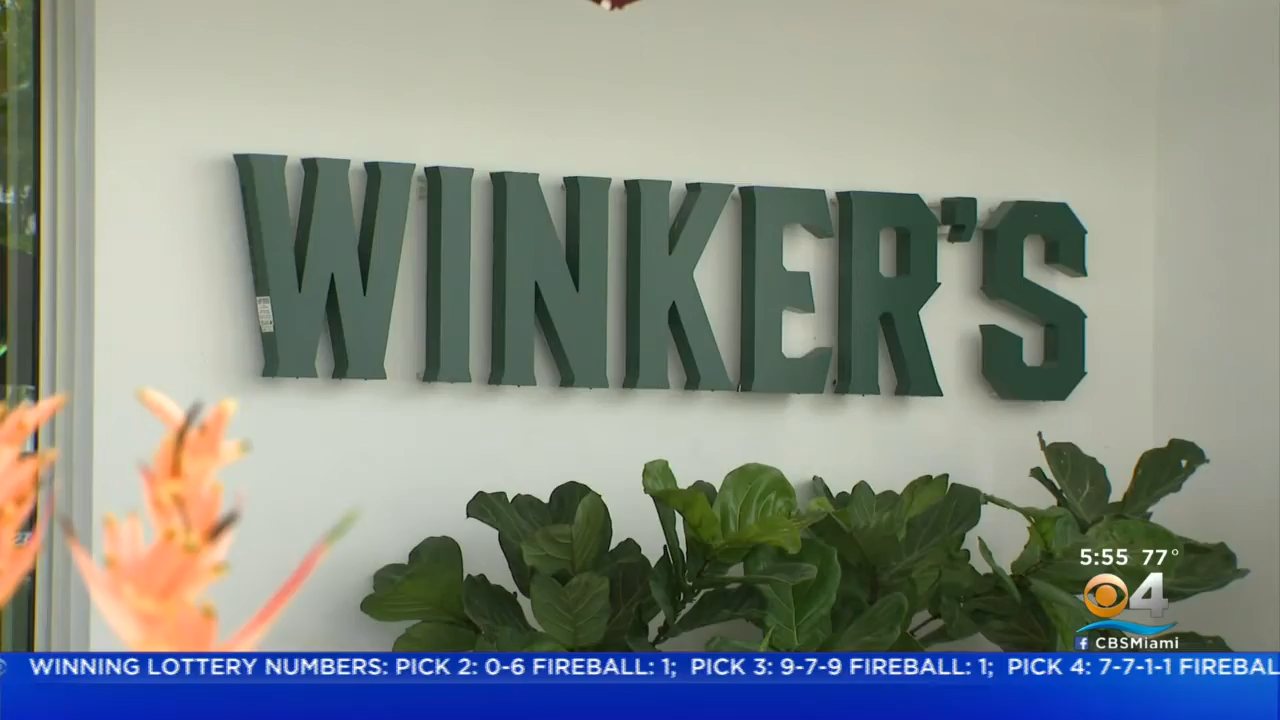 WINKER'S
5:55 77°
4
CBSMiami
WINNING LOTTERY NUMBERS: PICK 2: 0-6 FIREBALL: 1; PICK 3: 9-7-9 FIREBALL: 1; PICK 4: 7-7-1-1 FIREBAL